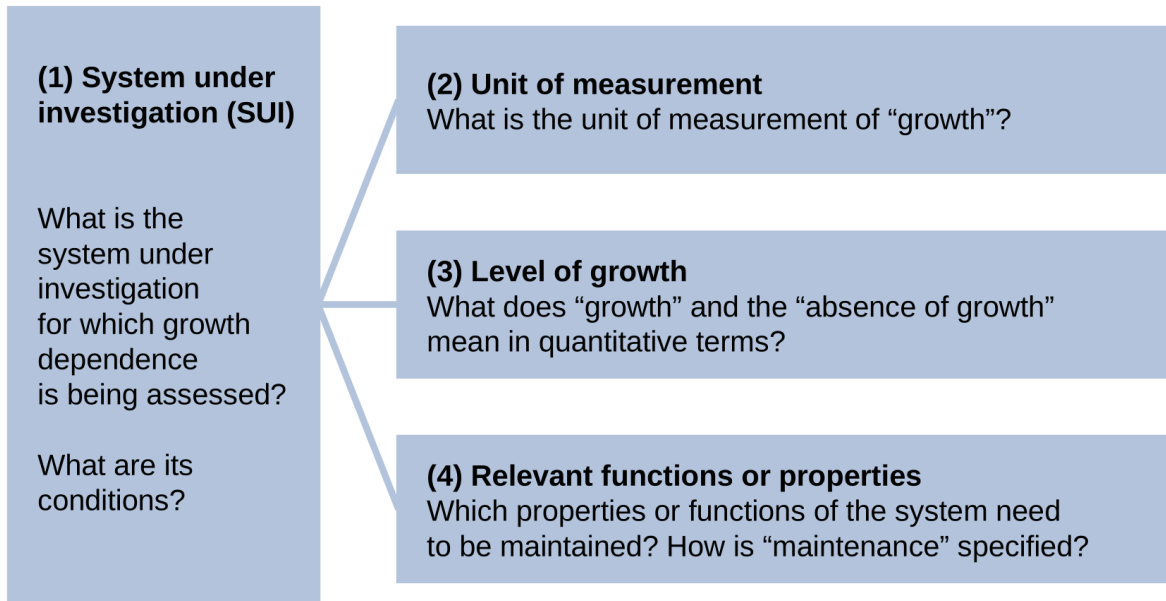 (1) System under
investigation (SUI)
What is the
system under
investigation
for which growth
dependence
is being assessed?
What are its
conditions?
(2) Unit of measurement
What is the unit of measurement of “growth”?
(3) Level of growth
What does “growth” and the “absence of growth”
mean in quantitative terms?
(4) Relevant functions or properties
Which properties or functions of the system need
to be maintained? How is “maintenance” specified?